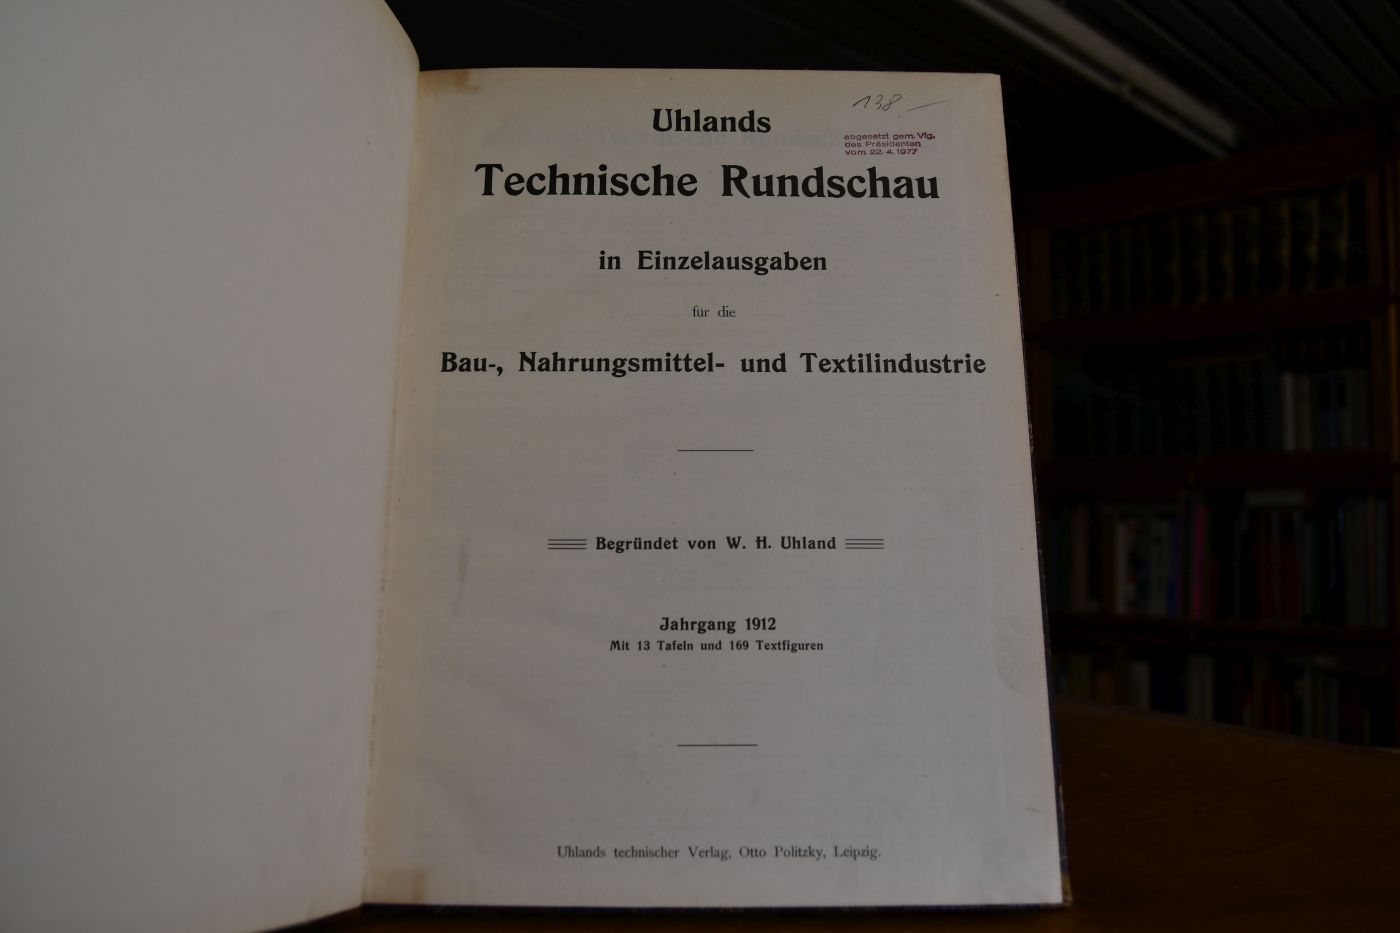 Uhlands
138.—
abgesetzt gem. Vfg.
des Präsidenten
vom 22. 4. 1977
Technische Rundschau
in Einzelausgaben
für die
Bau-, Nahrungsmittel- und Textilindustrie
Begründet von W. H. Uhland
Jahrgang 1912
Mit 13 Tafeln und 169 Textfiguren
Uhlands technischer Verlag, Otto Politzky, Leipzig.